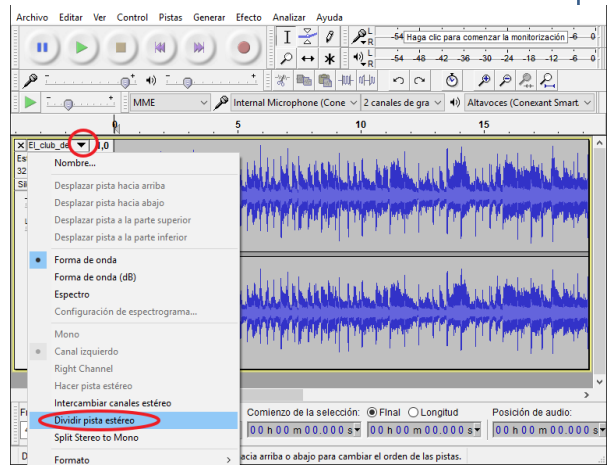 Archivo Editar Ver Control Pistas Generar Efecto Analizar Ayuda
L
R
-54 Haga clic para comenzar la monitorización -6 0
L
R
-54 -48 -42 -36 -30 -24 -18 -12 -6 0
MME Internal Microphone (Cone 2 canales de gra Altavoces (Conexant Smart
0 5 10 15
X El_club_de 1,0
Es
32
Sil
Nombre...
Desplazar pista hacia arriba
Desplazar pista hacia abajo
Desplazar pista a la parte superior
Desplazar pista a la parte inferior
Forma de onda
Forma de onda (dB)
Espectro
Configuración de espectrograma...
Mono
Canal izquierdo
Right Channel
Hacer pista estéreo
Intercambiar canales estéreo
Dividir pista estéreo
Split Stereo to Mono
Formato
Comienzo de la selección: FInal Longitud Posición de audio:
00 h 00 m 00.000 s 00 h 00 m 00.000 s 00 h 00 m 00.000 s
acia arriba o abajo para cambiar el orden de las pistas.